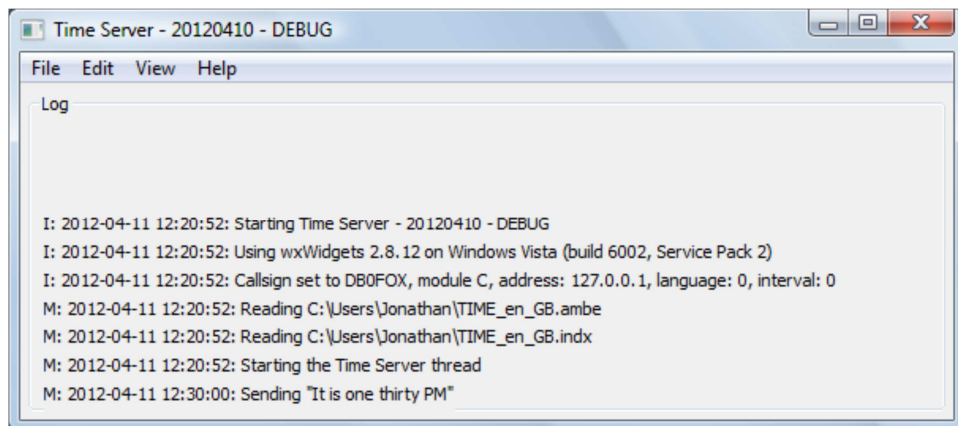 Time Server - 20120410 - DEBUG
File Edit View Help
Log
I: 2012-04-11 12:20:52: Starting Time Server - 20120410 - DEBUG
I: 2012-04-11 12:20:52: Using wxWidgets 2.8.12 on Windows Vista (build 6002, Service Pack 2)
I: 2012-04-11 12:20:52: Callsign set to DB0FOX, module C, address: 127.0.0.1, language: 0, interval: 0
M: 2012-04-11 12:20:52: Reading C:\Users\Jonathan\TIME_en_GB.ambe
M: 2012-04-11 12:20:52: Reading C:\Users\Jonathan\TIME_en_GB.indx
M: 2012-04-11 12:20:52: Starting the Time Server thread
M: 2012-04-11 12:30:00: Sending "It is one thirty PM"